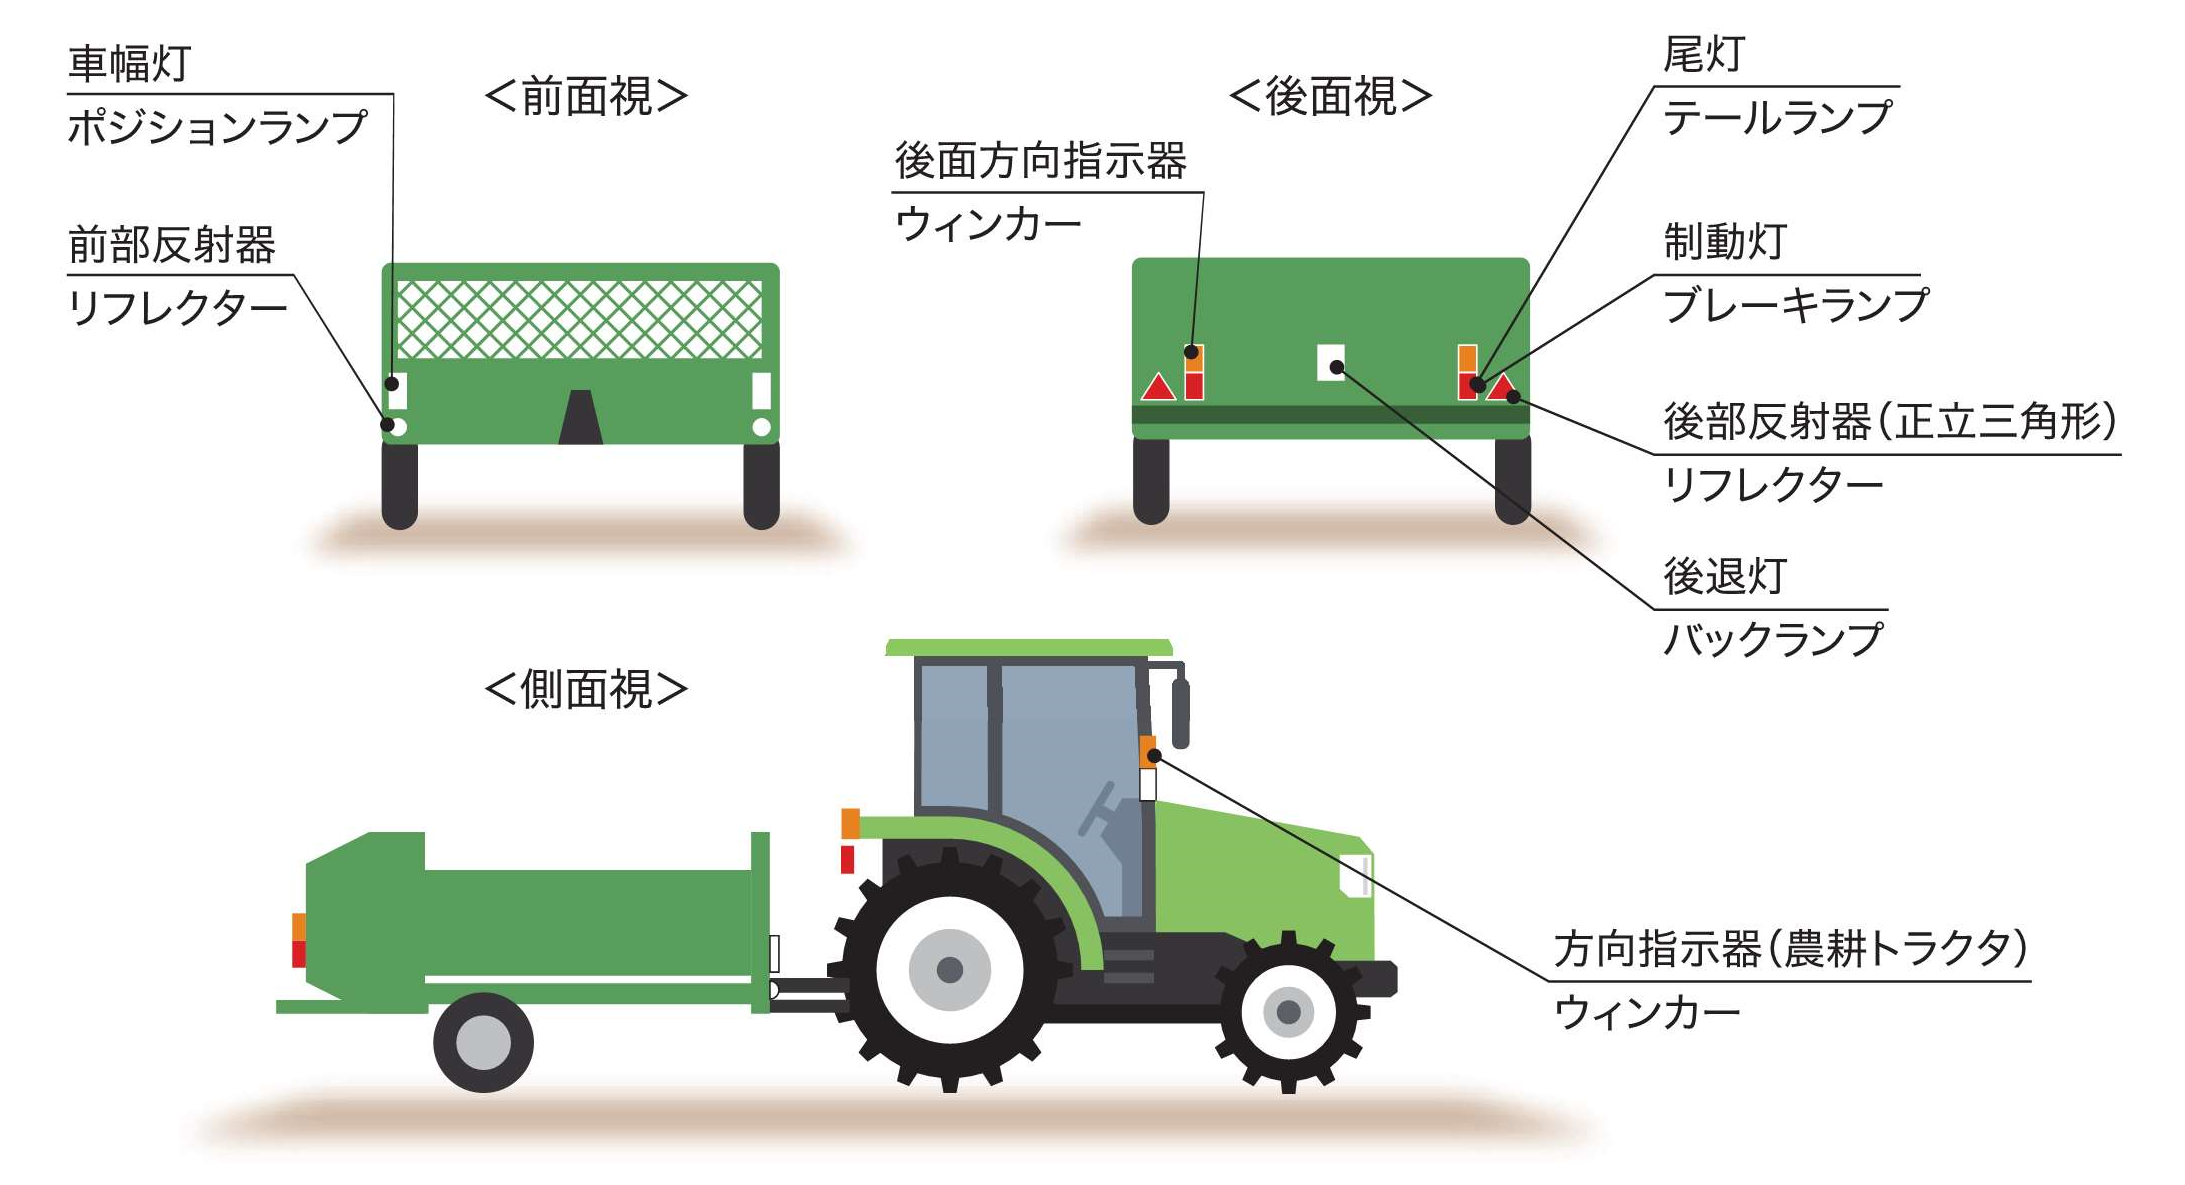 車幅灯
ポジションランプ
前部反射器
リフレクター
＜前面視＞
＜後面視＞
後面方向指示器
ウィンカー
尾灯
テールランプ
制動灯
ブレーキランプ
後部反射器（正立三角形）
リフレクター
後退灯
バックランプ
＜側面視＞
方向指示器（農耕トラクタ）
ウィンカー